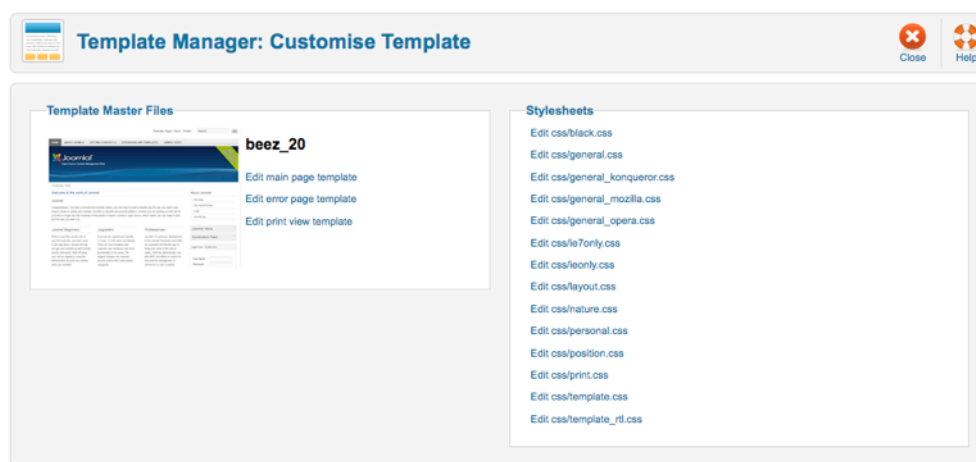 Template Manager: Customise Template
Close
Help
Template Master Files
Joomla!
beez_20
Edit main page template
Edit error page template
Edit print view template
Stylesheets
Edit css/black.css
Edit css/general.css
Edit css/general_konqueror.css
Edit css/general_mozilla.css
Edit css/general_opera.css
Edit css/ie7only.css
Edit css/ieonly.css
Edit css/layout.css
Edit css/nature.css
Edit css/personal.css
Edit css/position.css
Edit css/print.css
Edit css/template.css
Edit css/template_rtl.css